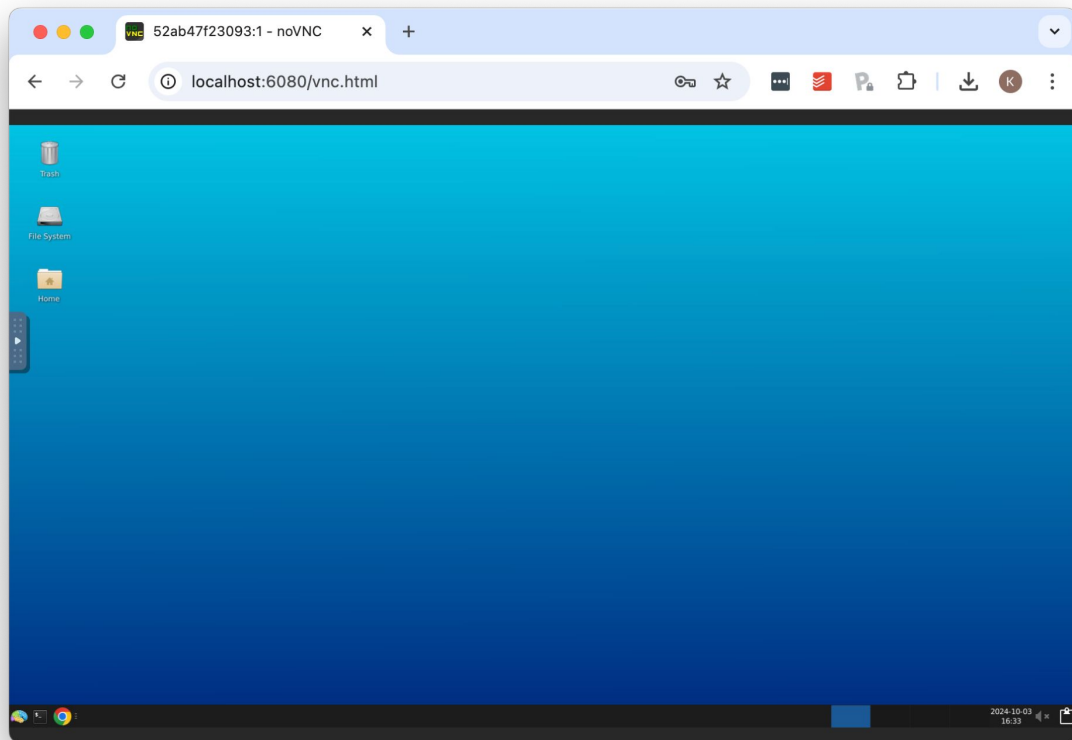 52ab47f23093:1 - noVNC
localhost:6080/vnc.html
K
Trash
File System
Home
2024-10-03
16:33